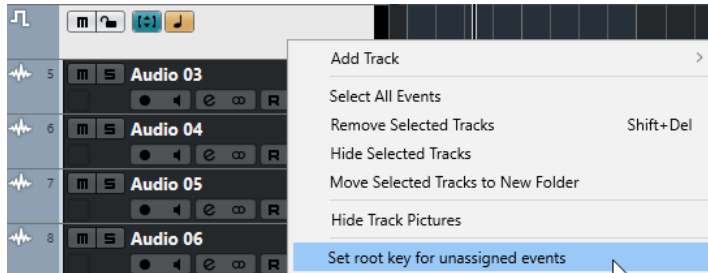 m
Add Track
5 m S Audio 03
Select All Events
e R
Remove Selected Tracks Shift+Del
6 m S Audio 04
Hide Selected Tracks
e R
7 m S Audio 05
Move Selected Tracks to New Folder
e R
Hide Track Pictures
8 m S Audio 06
Set root key for unassigned events
e R